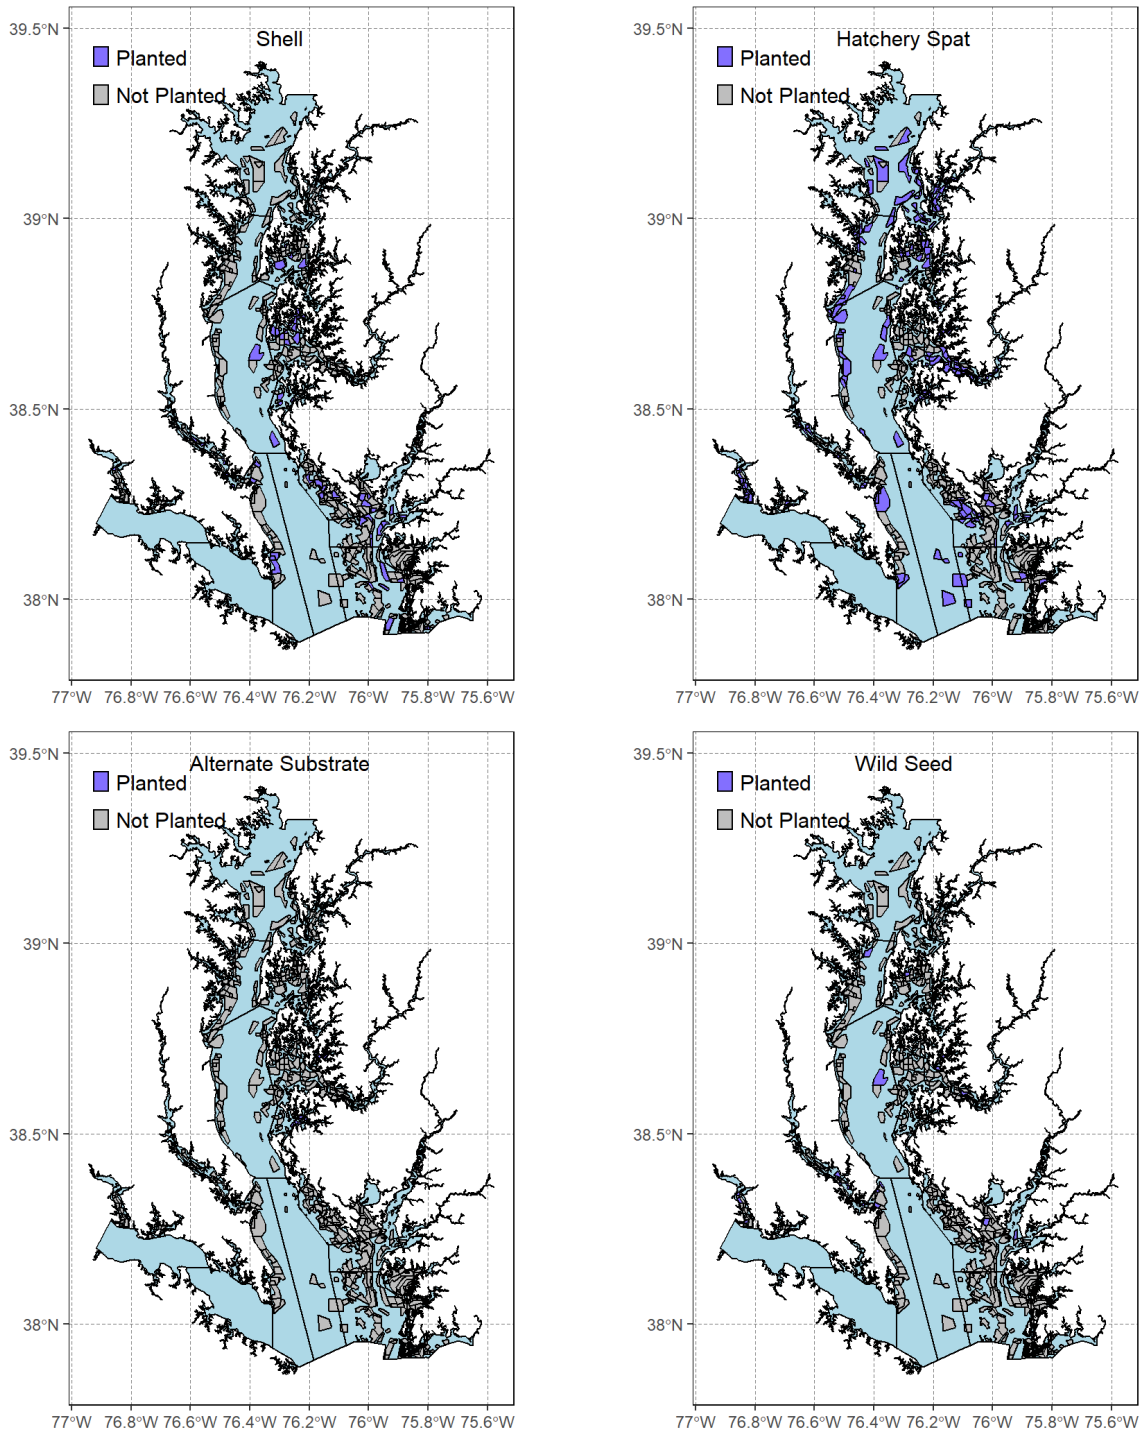 Shell
Planted
Not Planted
39.5°N
39°N
38.5°N
38°N
77°W 76.8°W 76.6°W 76.4°W 76.2°W 76°W 75.8°W 75.6°W
Hatchery Spat
Planted
Not Planted
39.5°N
39°N
38.5°N
38°N
77°W 76.8°W 76.6°W 76.4°W 76.2°W 76°W 75.8°W 75.6°W
Alternate Substrate
Planted
Not Planted
39.5°N
39°N
38.5°N
38°N
77°W 76.8°W 76.6°W 76.4°W 76.2°W 76°W 75.8°W 75.6°W
Wild Seed
Planted
Not Planted
39.5°N
39°N
38.5°N
38°N
77°W 76.8°W 76.6°W 76.4°W 76.2°W 76°W 75.8°W 75.6°W